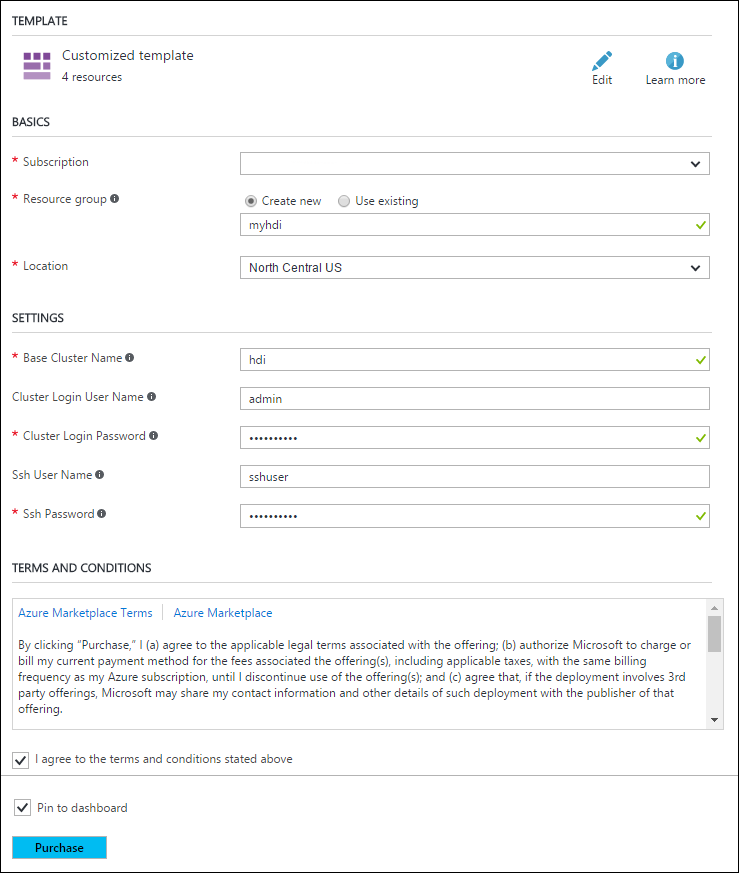 TEMPLATE
Customized template
4 resources
Edit
Learn more
BASICS
* Subscription
* Resource group
Create new
Use existing
myhdi
* Location
North Central US
SETTINGS
* Base Cluster Name
hdi
Cluster Login User Name
admin
* Cluster Login Password
••••••••••
Ssh User Name
sshuser
* Ssh Password
••••••••••
TERMS AND CONDITIONS
Azure Marketplace Terms
Azure Marketplace
By clicking “Purchase,” I (a) agree to the applicable legal terms associated with the offering; (b) authorize Microsoft to charge or
bill my current payment method for the fees associated the offering(s), including applicable taxes, with the same billing
frequency as my Azure subscription, until I discontinue use of the offering(s); and (c) agree that, if the deployment involves 3rd
party offerings, Microsoft may share my contact information and other details of such deployment with the publisher of that
offering.
I agree to the terms and conditions stated above
Pin to dashboard
Purchase